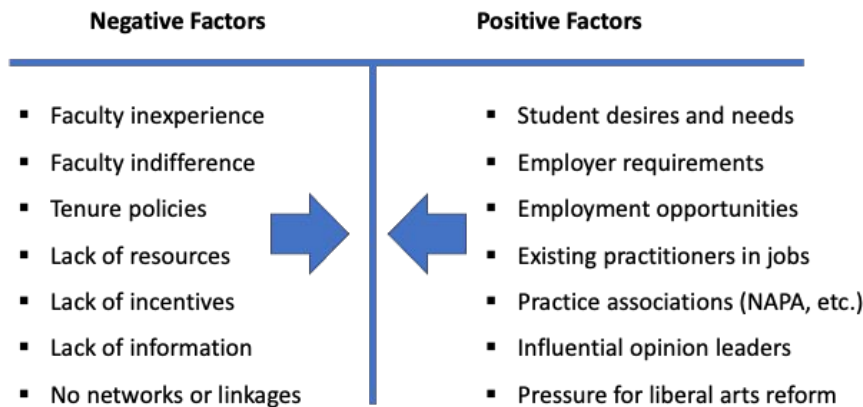 Negative Factors
Positive Factors
▪ Faculty inexperience
▪ Faculty indifference
▪ Tenure policies
▪ Lack of resources
▪ Lack of incentives
▪ Lack of information
▪ No networks or linkages
▪ Student desires and needs
▪ Employer requirements
▪ Employment opportunities
▪ Existing practitioners in jobs
▪ Practice associations (NAPA, etc.)
▪ Influential opinion leaders
▪ Pressure for liberal arts reform